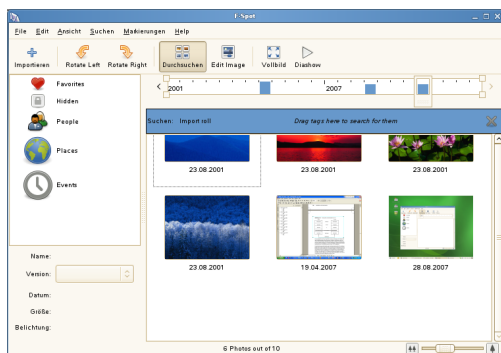 F-Spot
File Edit Ansicht Suchen Markierungen Help
Importieren Rotate Left Rotate Right Durchsuchen Edit Image Vollbild Diashow
Favorites
Hidden
People
Places
Events
2001 2007
Suchen: Import roll Drag tags here to search for them
23.08.2001 23.08.2001 23.08.2001
23.08.2001 19.04.2007 28.08.2007
Name:
Version:
Datum:
Größe:
Belichtung:
6 Photos out of 10